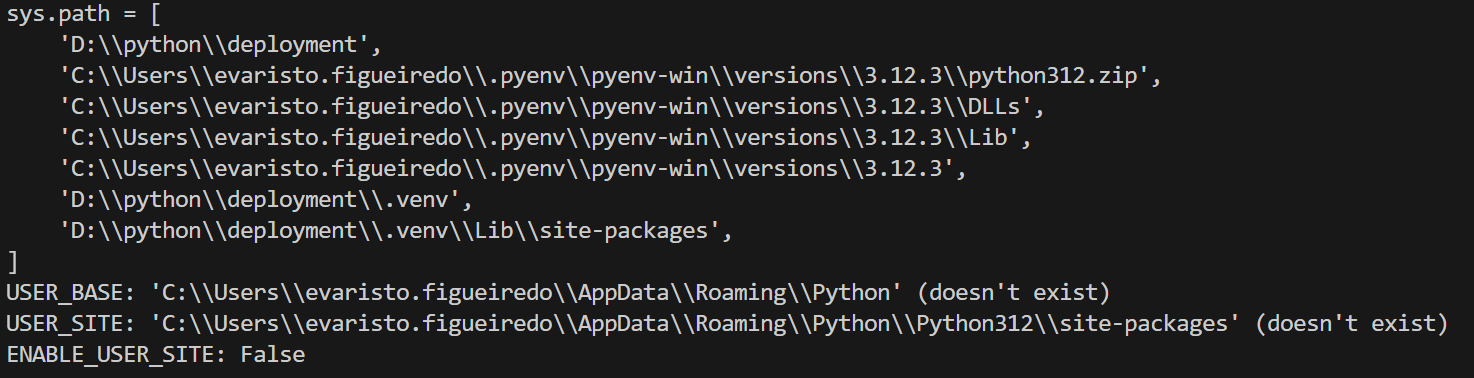 sys.path = [
    'D:\\python\\deployment',
    'C:\\Users\\evaristo.figueiredo\\.pyenv\\pyenv-win\\versions\\3.12.3\\python312.zip',
    'C:\\Users\\evaristo.figueiredo\\.pyenv\\pyenv-win\\versions\\3.12.3\\DLLs',
    'C:\\Users\\evaristo.figueiredo\\.pyenv\\pyenv-win\\versions\\3.12.3\\Lib',
    'C:\\Users\\evaristo.figueiredo\\.pyenv\\pyenv-win\\versions\\3.12.3',
    'D:\\python\\deployment\\.venv',
    'D:\\python\\deployment\\.venv\\Lib\\site-packages',
]
USER_BASE: 'C:\\Users\\evaristo.figueiredo\\AppData\\Roaming\\Python' (doesn't exist)
USER_SITE: 'C:\\Users\\evaristo.figueiredo\\AppData\\Roaming\\Python\\Python312\\site-packages' (doesn't exist)
ENABLE_USER_SITE: False